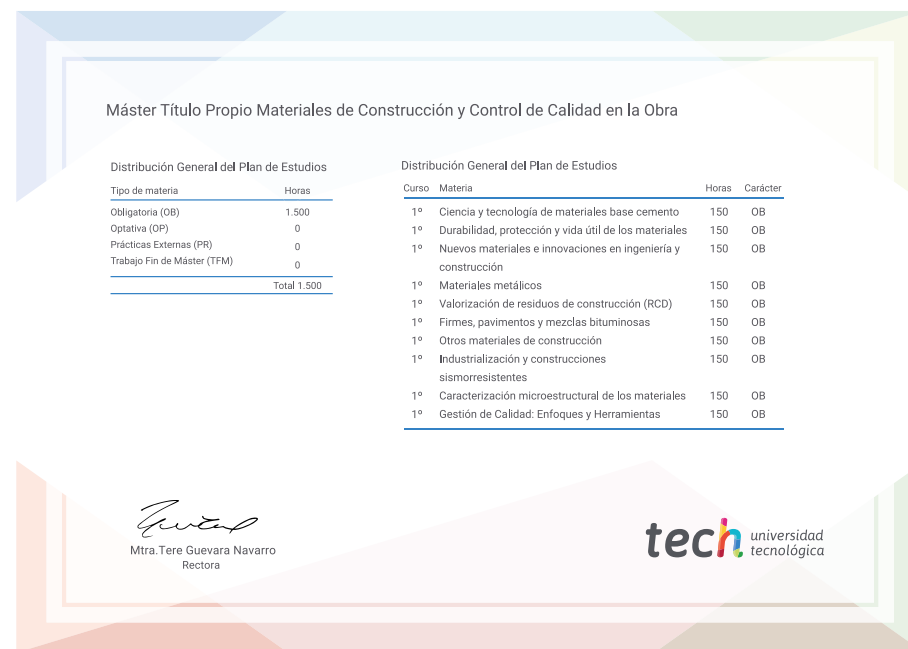 Máster Título Propio Materiales de Construcción y Control de Calidad en la Obra
Distribución General del Plan de Estudios
Tipo de materia Horas
Obligatoria (OB) 1.500
Optativa (OP) 0
Prácticas Externas (PR) 0
Trabajo Fin de Máster (TFM) 0
Total 1.500
Distribución General del Plan de Estudios
Curso Materia Horas Carácter
1º Ciencia y tecnología de materiales base cemento 150 OB
1º Durabilidad, protección y vida útil de los materiales 150 OB
1º Nuevos materiales e innovaciones en ingeniería y 150 OB
construcción
1º Materiales metálicos 150 OB
1º Valorización de residuos de construcción (RCD) 150 OB
1º Firmes, pavimentos y mezclas bituminosas 150 OB
1º Otros materiales de construcción 150 OB
1º Industrialización y construcciones 150 OB
sismorresistentes
1º Caracterización microestructural de los materiales 150 OB
1º Gestión de Calidad: Enfoques y Herramientas 150 OB
Mtra.Tere Guevara Navarro
Rectora
tech universidad
tecnológica